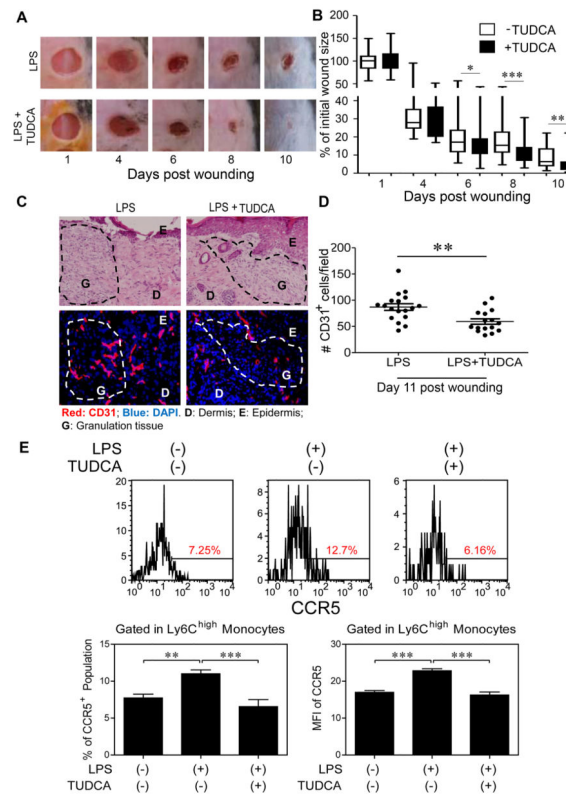 A
LPS
LPS +
TUDCA
1 4 6 8 10
Days post wounding
B
-TUDCA
+TUDCA
% of initial wound size
200
150
100
50
40
30
20
10
0
*
***
**
1 4 6 8 10
Days post wounding
C
LPS LPS+TUDCA
E E
G G
D D
E E
G G
D D
Red: CD31; Blue: DAPI. D: Dermis; E: Epidermis;
G: Granulation tissue
D
# CD31+ cells/field
200
150
100
50
0
**
LPS LPS+TUDCA
Day 11 post wounding
E
LPS (-) (+) (+)
TUDCA (-) (-) (+)
20
15
10
5
0
7.25%
10⁰ 10¹ 10² 10³ 10⁴
8
6
4
2
0
12.7%
10⁰ 10¹ 10² 10³ 10⁴
8
6
4
2
0
6.16%
10⁰ 10¹ 10² 10³ 10⁴
CCR5
Gated in Ly6Chigh Monocytes
% of CCR5+ Population
15
10
5
0
** ***
LPS (-) (+) (+)
TUDCA (-) (-) (+)
Gated in Ly6Chigh Monocytes
MFI of CCR5
30
20
10
0
*** ***
(-) (+) (+)
(-) (-) (+)